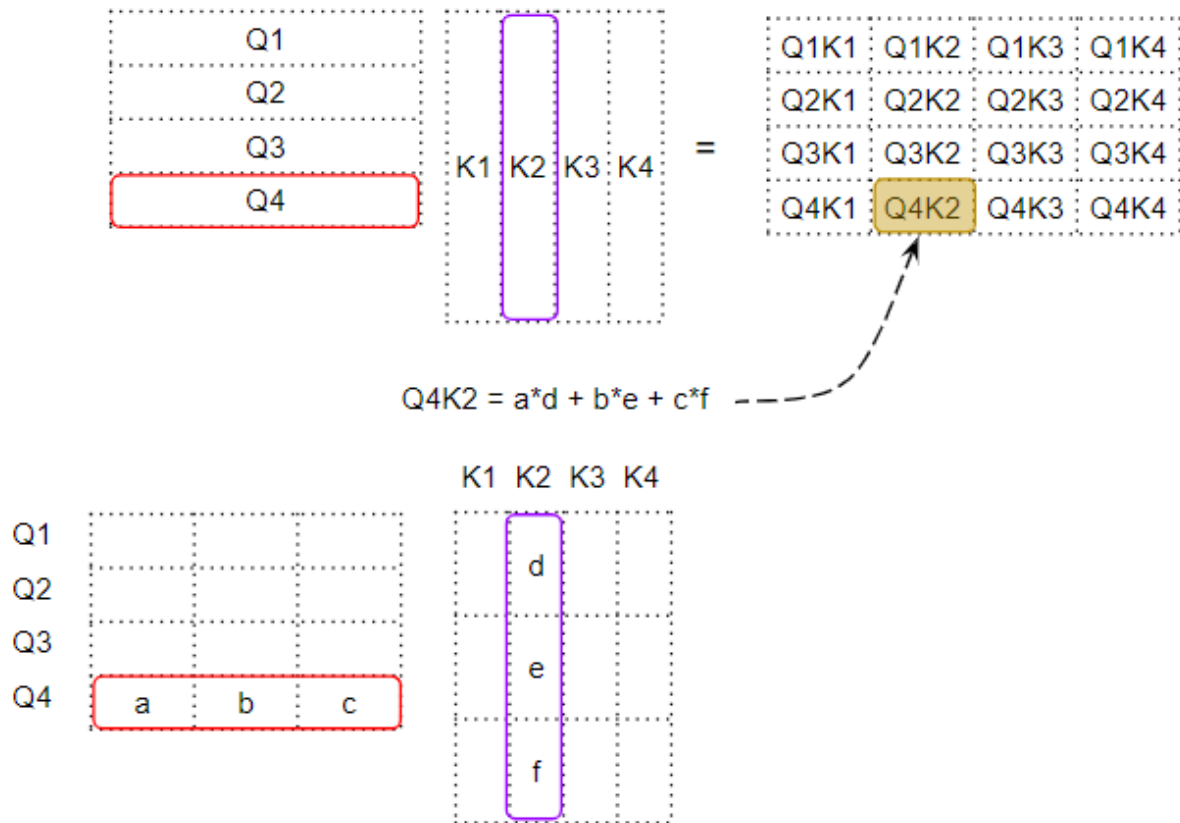 Q1
Q2
Q3
Q4
K1 K2 K3 K4
=
Q1K1 Q1K2 Q1K3 Q1K4
Q2K1 Q2K2 Q2K3 Q2K4
Q3K1 Q3K2 Q3K3 Q3K4
Q4K1 Q4K2 Q4K3 Q4K4
Q4K2 = a*d + b*e + c*f
Q1
Q2
Q3
Q4 a b c
K1 K2 K3 K4
d
e
f